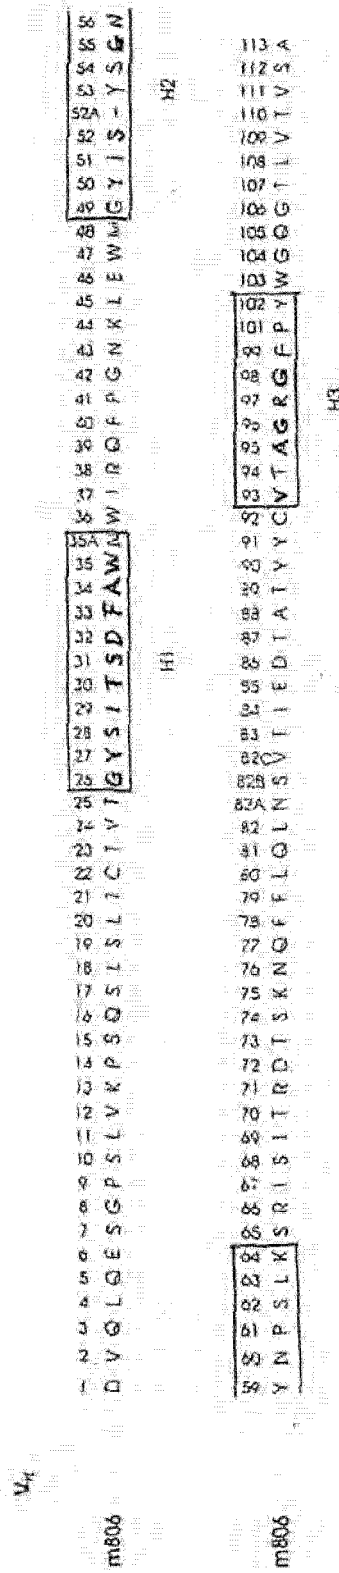 V_H
1 2 3 4 5 6 7 8 9 10 11 12 13 14 15 16 17 18 19 20 21 22 23 24 25 26 27 28 29 30 31 32 33 34 35 35A 36 37 38 39 40 41 42 43 44 45 46 47 48 49 50 51 52 52A 53 54 55 56
m806 D V Q L Q E S G P S L V K P S Q S L S L T C T V T G Y S I T S D F A W N W I R Q F P G N K L E W M G Y I S - Y S G N
H1 H2
59 60 61 62 63 64 65 66 67 68 69 70 71 72 73 74 75 76 77 78 79 80 81 82 82A 82B 82C 83 84 85 86 87 88 89 90 91 92 93 94 95 96 97 98 99 101 102 103 104 105 106 107 108 109 110 111 112 113
m806 Y N P S L K S R I S I T R D T S K N Q F F L Q L N S V T I E D T A T Y Y C V T A G R G F P Y W G Q G T L V T V S A
H3